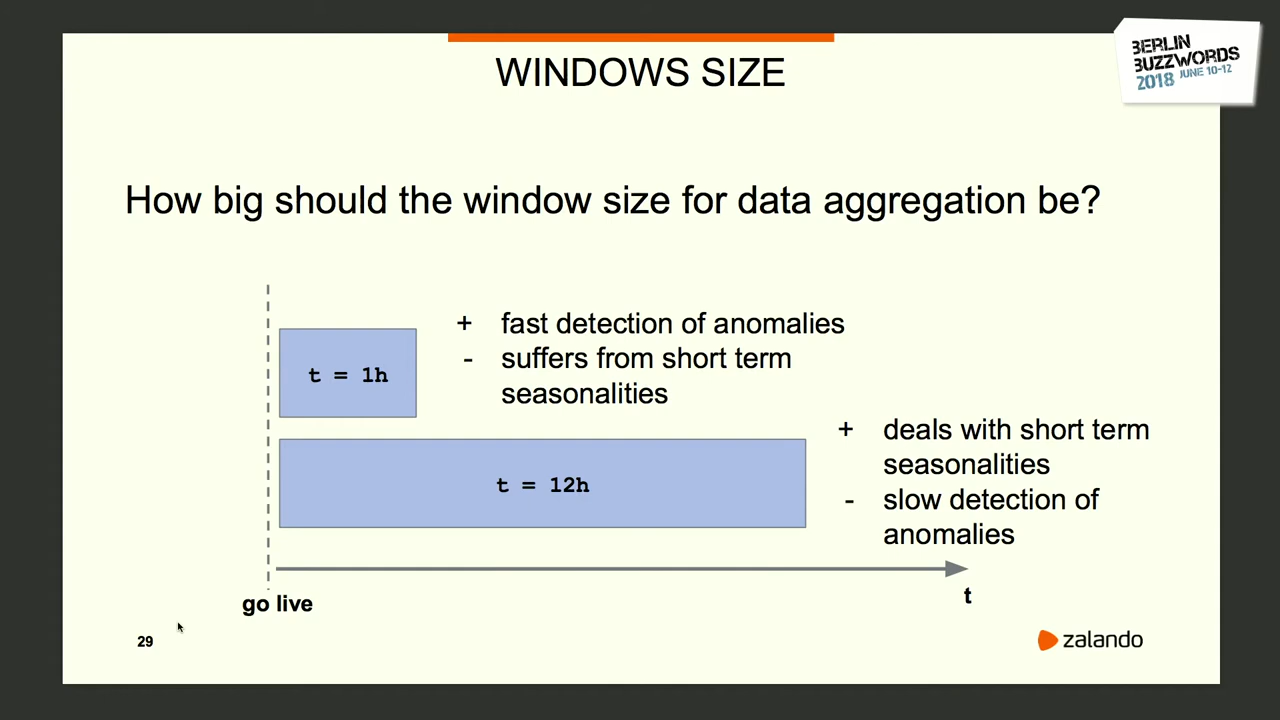 BERLIN
BUZZWORDS
2018 JUNE 10-12
WINDOWS SIZE
How big should the window size for data aggregation be?
t = 1h
+ fast detection of anomalies
- suffers from short term
seasonalities
t = 12h
+ deals with short term
seasonalities
- slow detection of
anomalies
go live
t
29
zalando